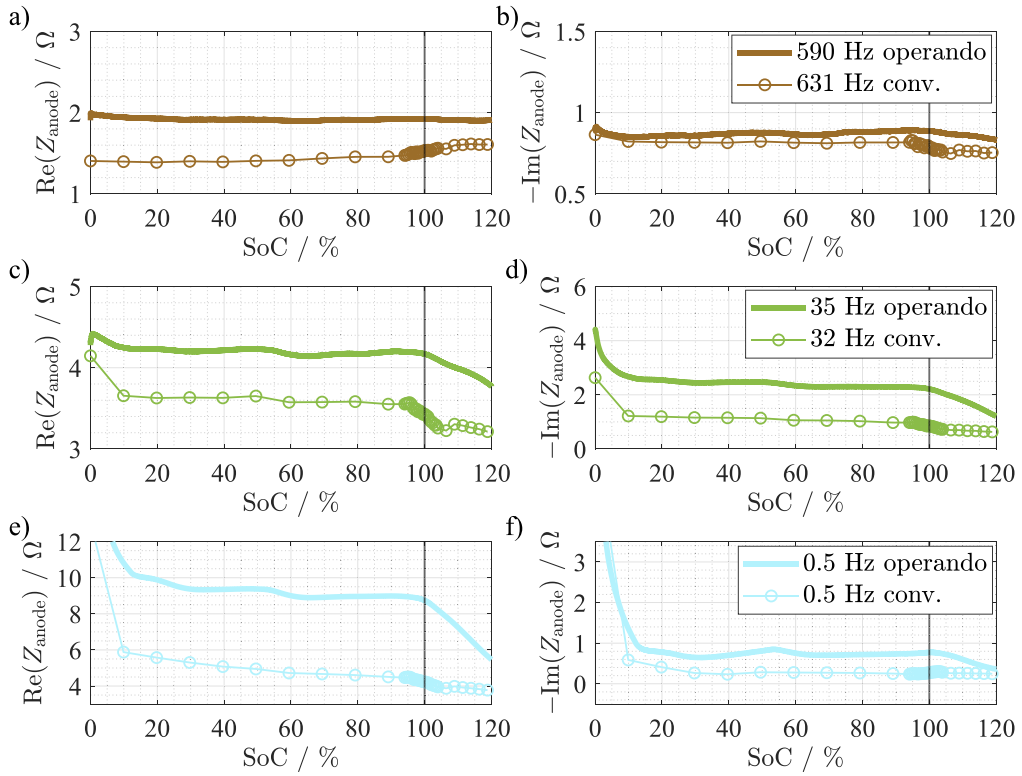 a)
3
2
1
Re(Z_anode) / Ω
0 20 40 60 80 100 120
SoC / %
b)
1.5
1
0.5
−Im(Z_anode) / Ω
590 Hz operando
631 Hz conv.
0 20 40 60 80 100 120
SoC / %
c)
5
4
3
Re(Z_anode) / Ω
0 20 40 60 80 100 120
SoC / %
d)
6
4
2
0
−Im(Z_anode) / Ω
35 Hz operando
32 Hz conv.
0 20 40 60 80 100 120
SoC / %
e)
12
10
8
6
4
Re(Z_anode) / Ω
0 20 40 60 80 100 120
SoC / %
f)
3
2
1
0
−Im(Z_anode) / Ω
0.5 Hz operando
0.5 Hz conv.
0 20 40 60 80 100 120
SoC / %